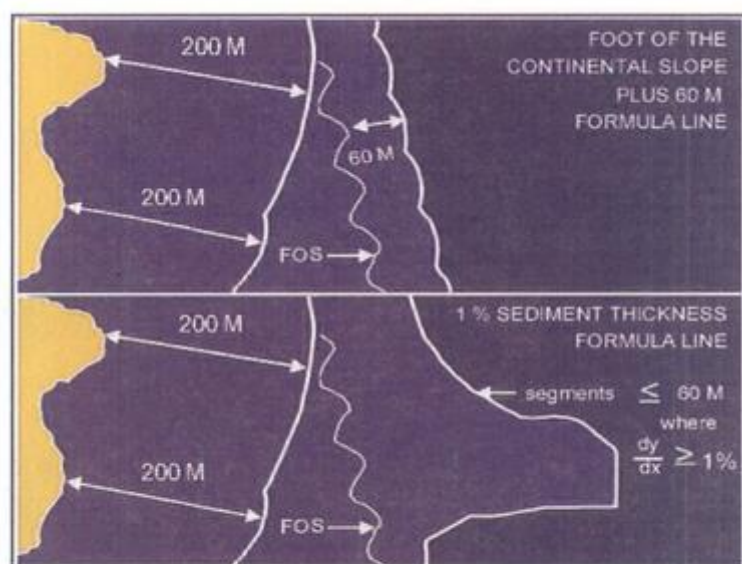 200 M
FOOT OF THE
CONTINENTAL SLOPE
PLUS 60 M
FORMULA LINE
60 M
200 M
FOS
200 M
1 % SEDIMENT THICKNESS
FORMULA LINE
segments ≤ 60 M
where
dy
dx ≥ 1%
200 M
FOS